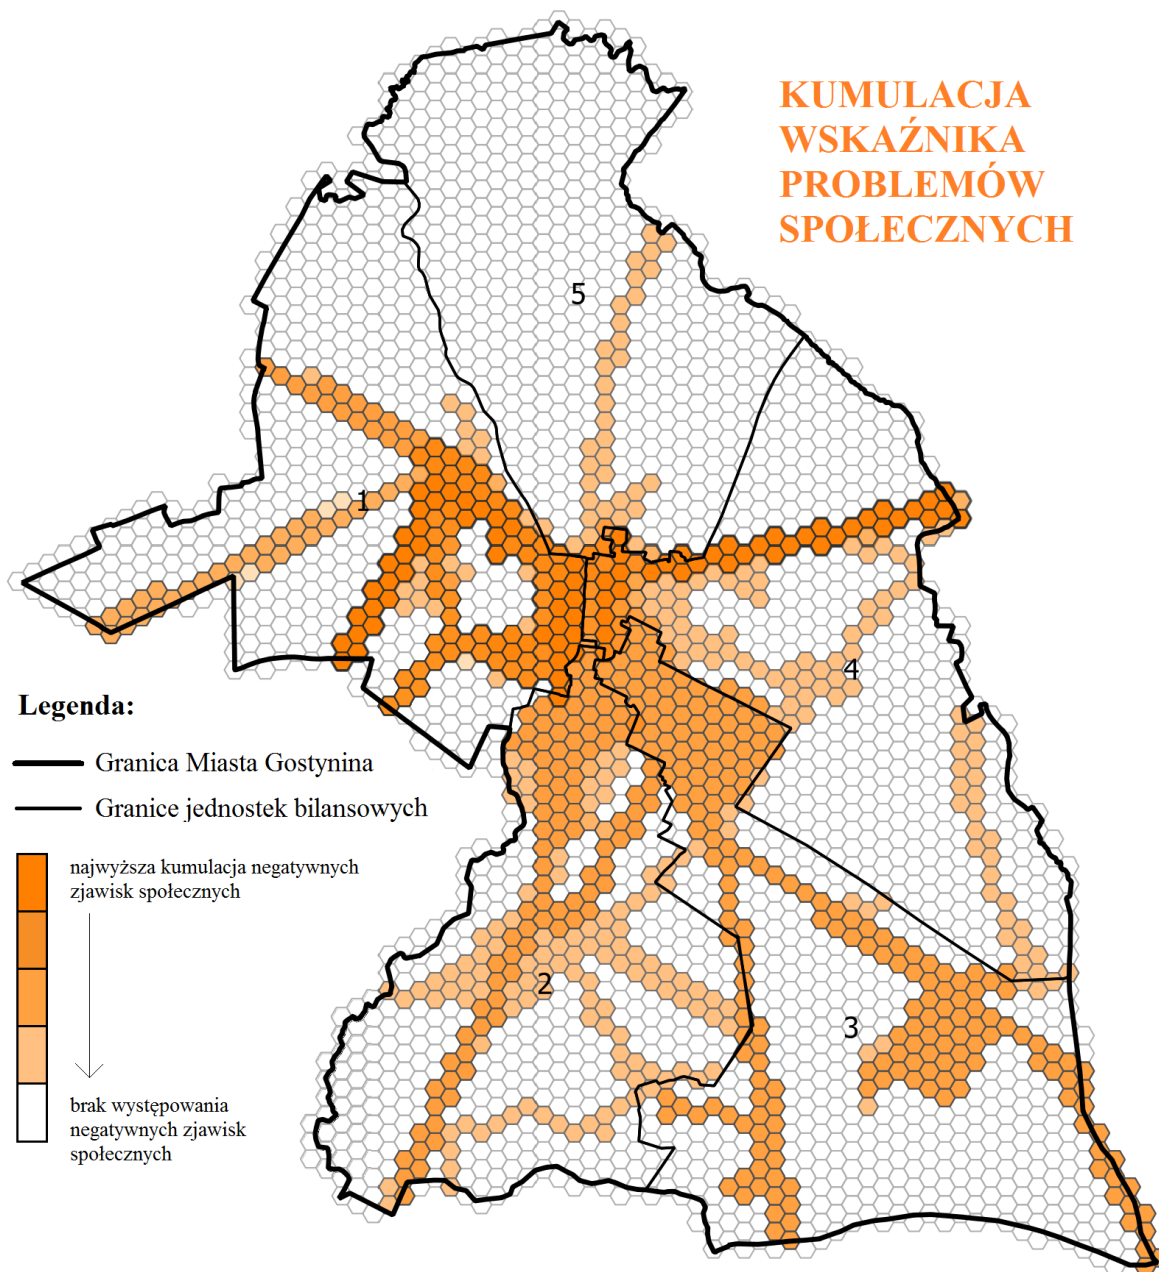 KUMULACJA
WSKAŹNIKA
PROBLEMÓW
SPOŁECZNYCH
5
1
4
2
3
Legenda:
Granica Miasta Gostynina
Granice jednostek bilansowych
najwyższa kumulacja negatywnych
zjawisk społecznych
brak występowania
negatywnych zjawisk
społecznych